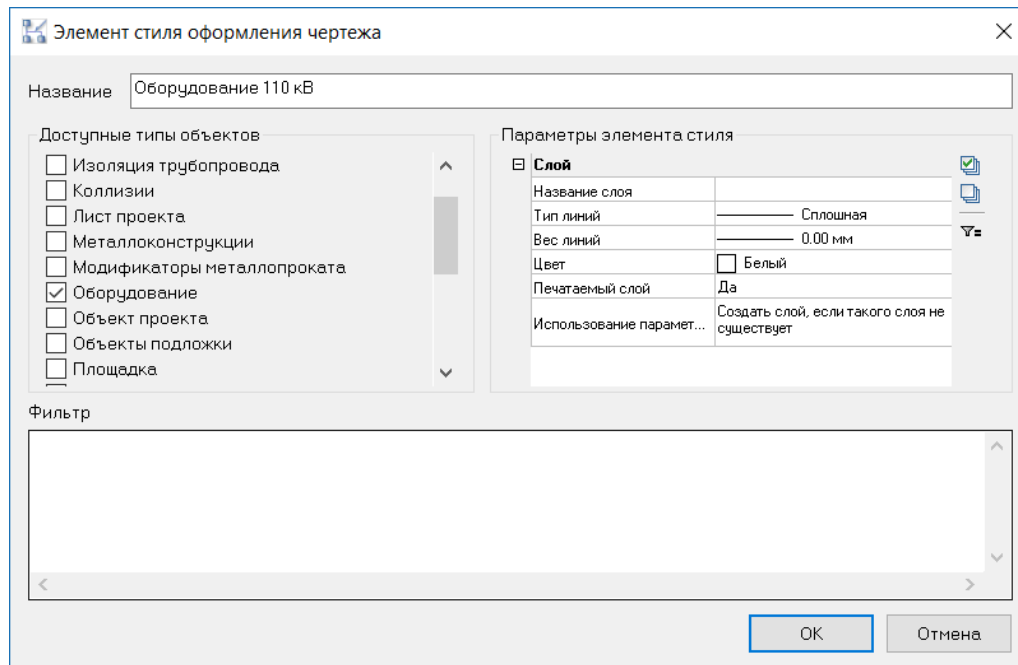 Элемент стиля оформления чертежа
Название
Оборудование 110 кВ
Доступные типы объектов
Изоляция трубопровода
Коллизии
Лист проекта
Металлоконструкции
Модификаторы металлопроката
Оборудование
Объект проекта
Объекты подложки
Площадка
Параметры элемента стиля
Слой
Название слоя
Тип линий Сплошная
Вес линий 0.00 мм
Цвет Белый
Печатаемый слой Да
Использование парамет... Создать слой, если такого слоя не
существует
Фильтр
ОК Отмена